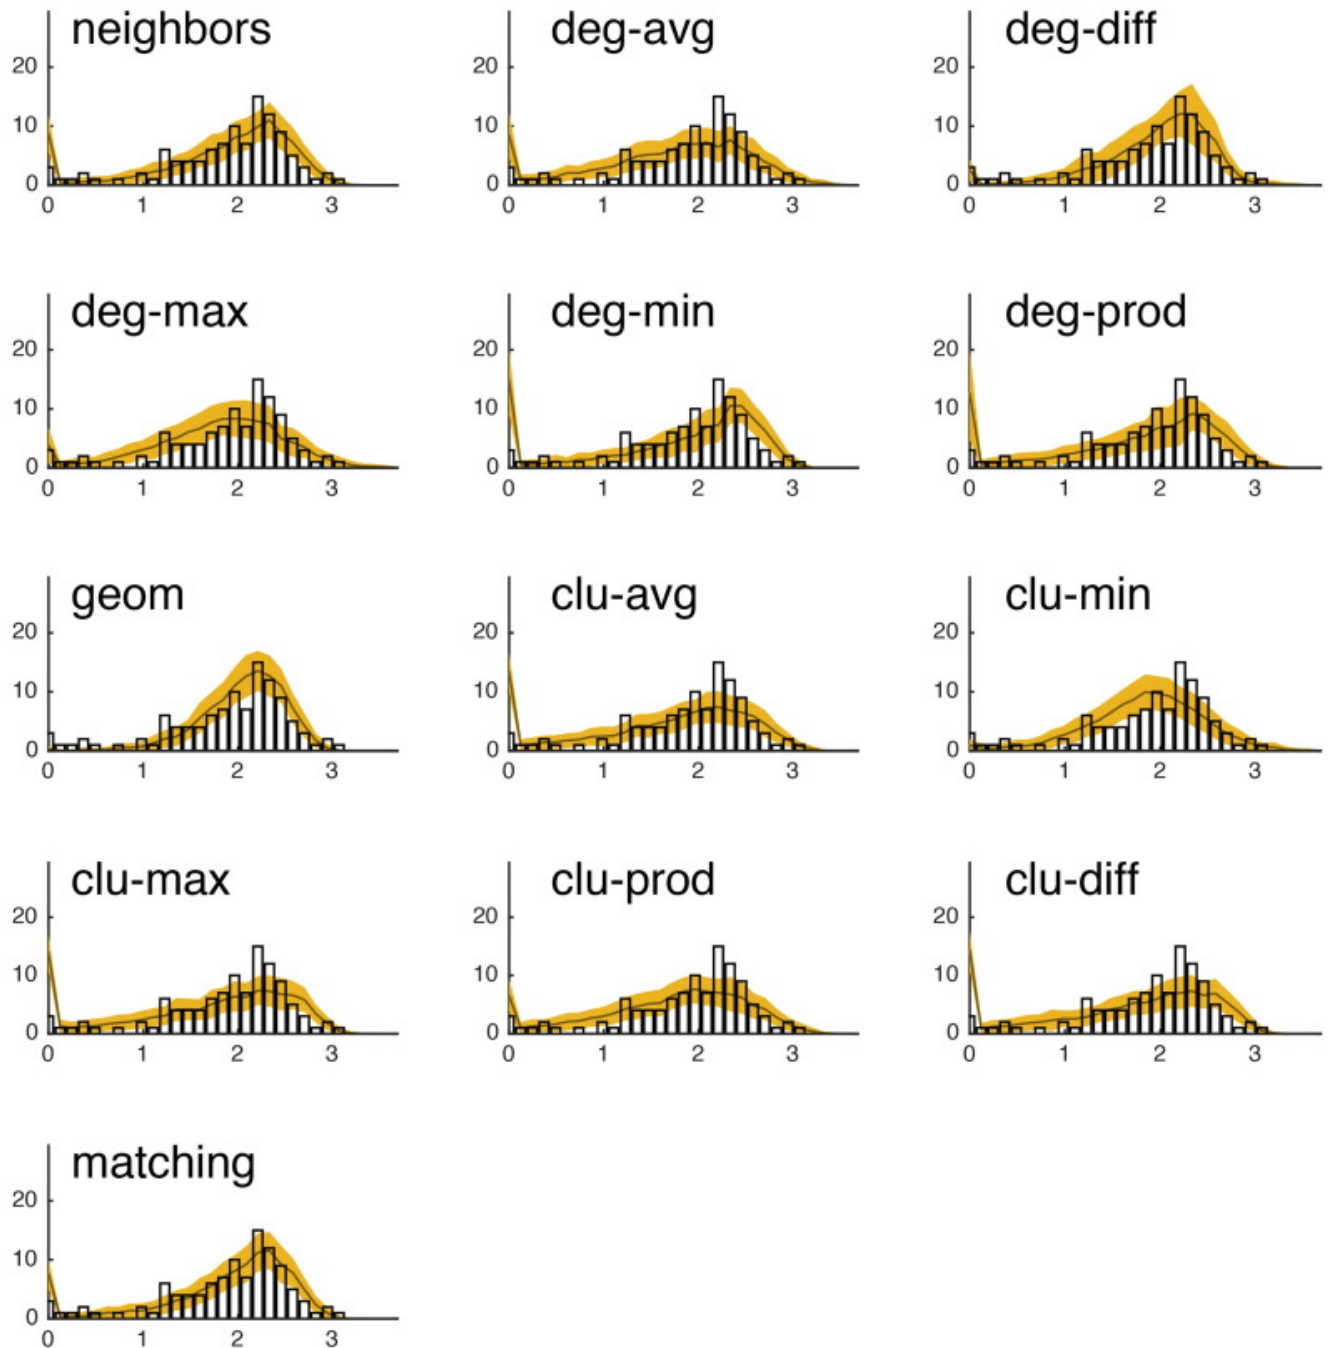 neighbors deg-avg deg-diff
20 20 20
10 10 10
0 0 0
0 1 2 3 0 1 2 3 0 1 2 3
deg-max deg-min deg-prod
20 20 20
10 10 10
0 0 0
0 1 2 3 0 1 2 3 0 1 2 3
geom clu-avg clu-min
20 20 20
10 10 10
0 0 0
0 1 2 3 0 1 2 3 0 1 2 3
clu-max clu-prod clu-diff
20 20 20
10 10 10
0 0 0
0 1 2 3 0 1 2 3 0 1 2 3
matching
20
10
0
0 1 2 3